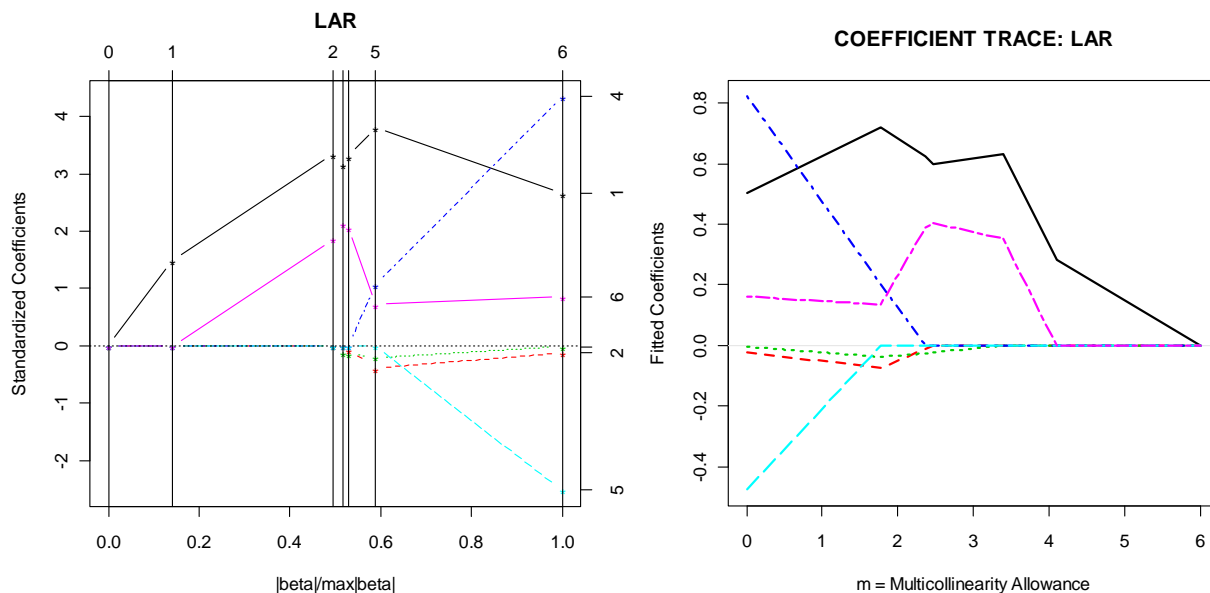 LAR
0 1 2 5 6
Standardized Coefficients
4
3
2
1
0
-1
-2
4
1
6
2
5
0.0 0.2 0.4 0.6 0.8 1.0
|beta|/max|beta|
COEFFICIENT TRACE: LAR
Fitted Coefficients
0.8
0.6
0.4
0.2
0.0
-0.2
-0.4
0 1 2 3 4 5 6
m = Multicollinearity Allowance